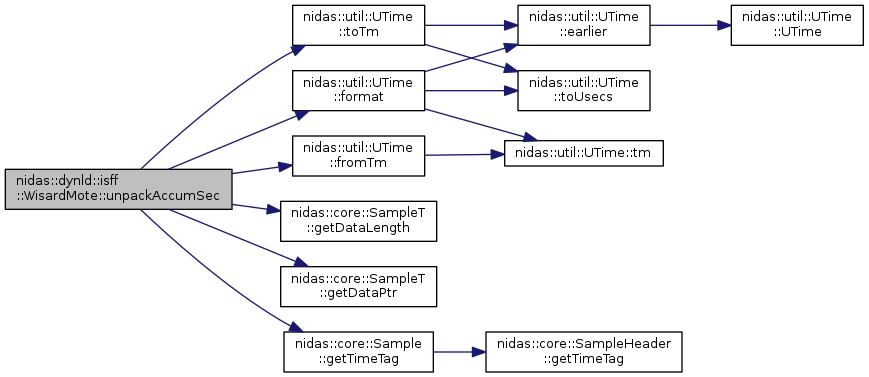 nidas::util::UTime
::toTm
nidas::util::UTime
::earlier
nidas::util::UTime
::UTime
nidas::util::UTime
::format
nidas::util::UTime
::toUsecs
nidas::util::UTime
::fromTm
nidas::util::UTime::tm
nidas::dynld::isff
::WisardMote::unpackAccumSec
nidas::core::SampleT
::getDataLength
nidas::core::SampleT
::getDataPtr
nidas::core::Sample
::getTimeTag
nidas::core::SampleHeader
::getTimeTag